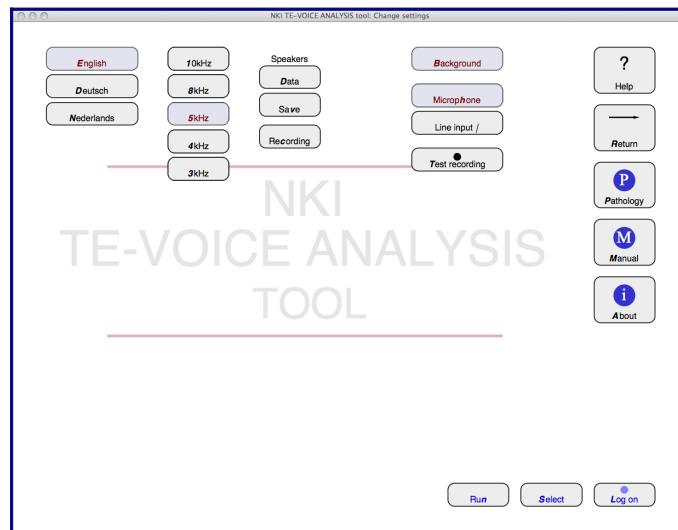 NKI TE-VOICE ANALYSIS tool: Change settings
English
Deutsch
Nederlands
10kHz
8kHz
5kHz
4kHz
3kHz
Speakers
Data
Save
Recording
Background
Microphone
Line input /
Test recording
?
Help
Return
P
Pathology
M
Manual
i
About
NKI
TE-VOICE ANALYSIS
TOOL
Run
Select
Log on